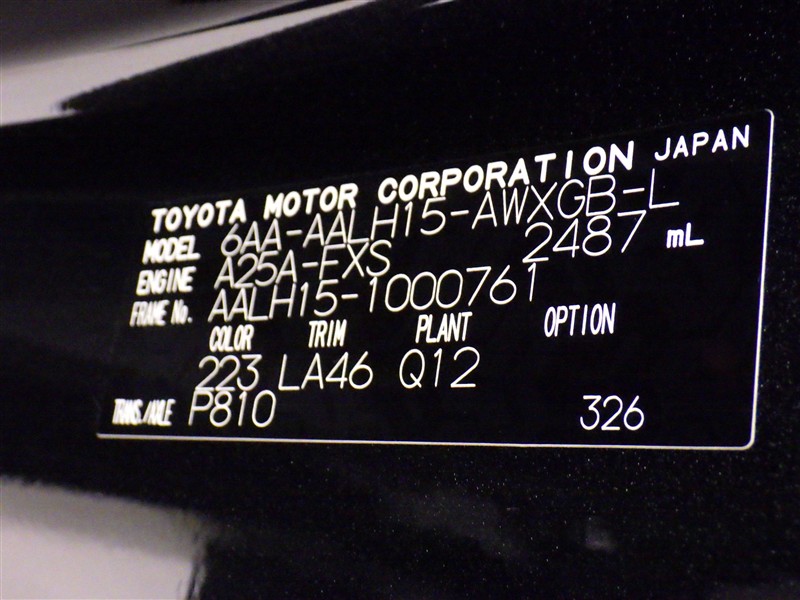 TOYOTA MOTOR CORPORATION JAPAN
MODEL 6AA-AALH15-AWXGB-L
ENGINE A25A-FXS 2487 mL
FRAME No. AALH15-1000761
COLOR TRIM PLANT OPTION
223 LA46 Q12
TRANS./AXLE P810 326